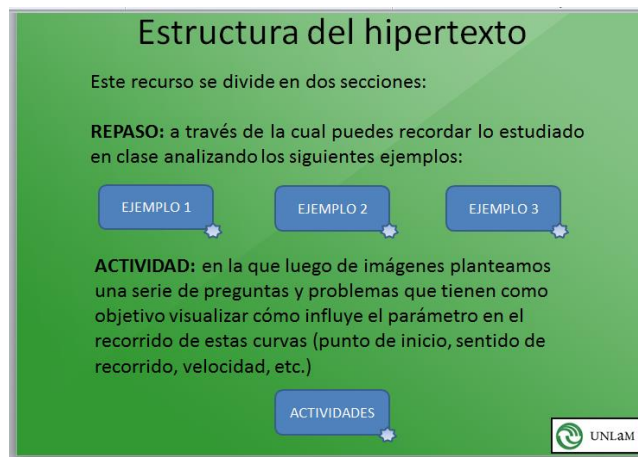 Estructura del hipertexto
Este recurso se divide en dos secciones:
REPASO: a través de la cual puedes recordar lo estudiado
en clase analizando los siguientes ejemplos:
EJEMPLO 1
EJEMPLO 2
EJEMPLO 3
ACTIVIDAD: en la que luego de imágenes planteamos
una serie de preguntas y problemas que tienen como
objetivo visualizar cómo influye el parámetro en el
recorrido de estas curvas (punto de inicio, sentido de
recorrido, velocidad, etc.)
ACTIVIDADES
UNLaM